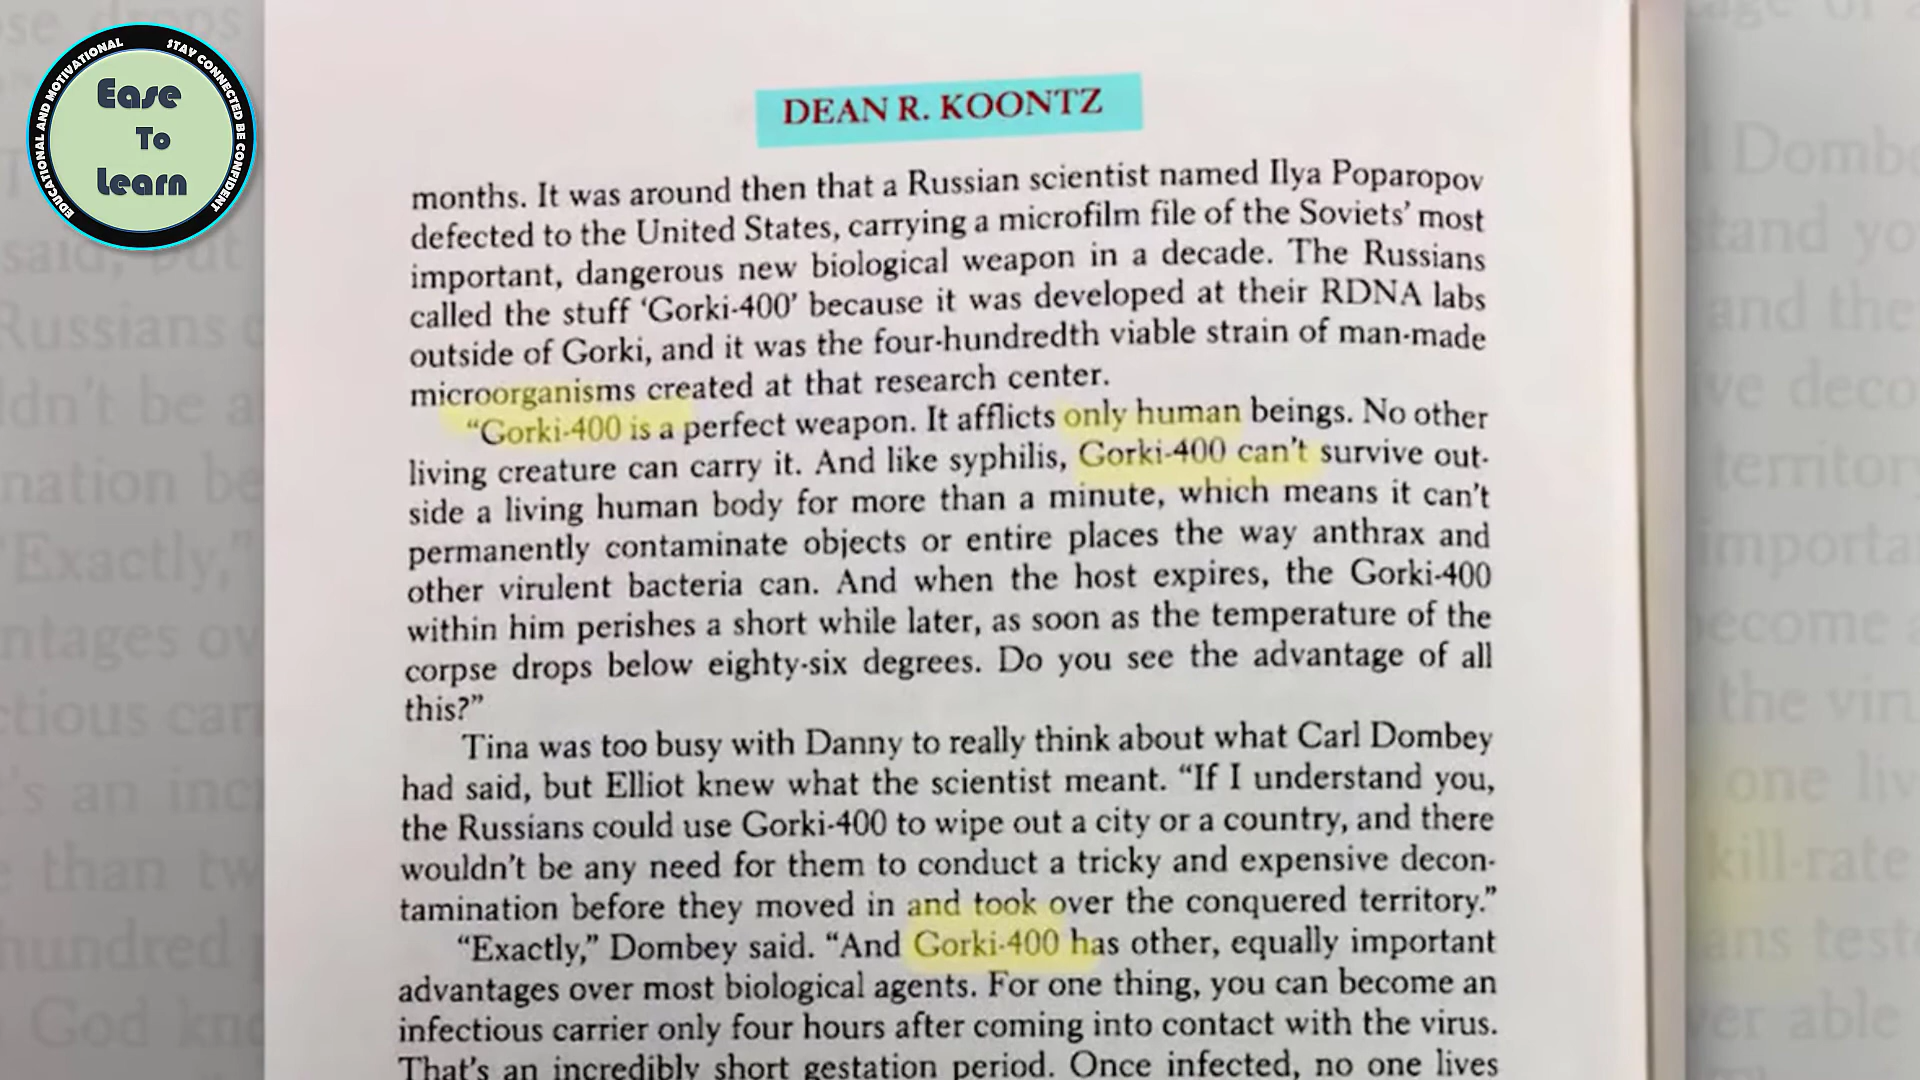 EDUCATIONAL AND MOTIVATIONAL
STAY CONNECTED BE CONFIDENT
Ease
To
Learn
DEAN R. KOONTZ
months. It was around then that a Russian scientist named Ilya Poparopov
defected to the United States, carrying a microfilm file of the Soviets’ most
important, dangerous new biological weapon in a decade. The Russians
called the stuff ‘Gorki-400’ because it was developed at their RDNA labs
outside of Gorki, and it was the four-hundredth viable strain of man-made
microorganisms created at that research center.
“Gorki-400 is a perfect weapon. It afflicts only human beings. No other
living creature can carry it. And like syphilis, Gorki-400 can’t survive out-
side a living human body for more than a minute, which means it can’t
permanently contaminate objects or entire places the way anthrax and
other virulent bacteria can. And when the host expires, the Gorki-400
within him perishes a short while later, as soon as the temperature of the
corpse drops below eighty-six degrees. Do you see the advantage of all
this?”
Tina was too busy with Danny to really think about what Carl Dombey
had said, but Elliot knew what the scientist meant. “If I understand you,
the Russians could use Gorki-400 to wipe out a city or a country, and there
wouldn’t be any need for them to conduct a tricky and expensive decon-
tamination before they moved in and took over the conquered territory.”
“Exactly,” Dombey said. “And Gorki-400 has other, equally important
advantages over most biological agents. For one thing, you can become an
infectious carrier only four hours after coming into contact with the virus.
That’s an incredibly short gestation period. Once infected, no one lives